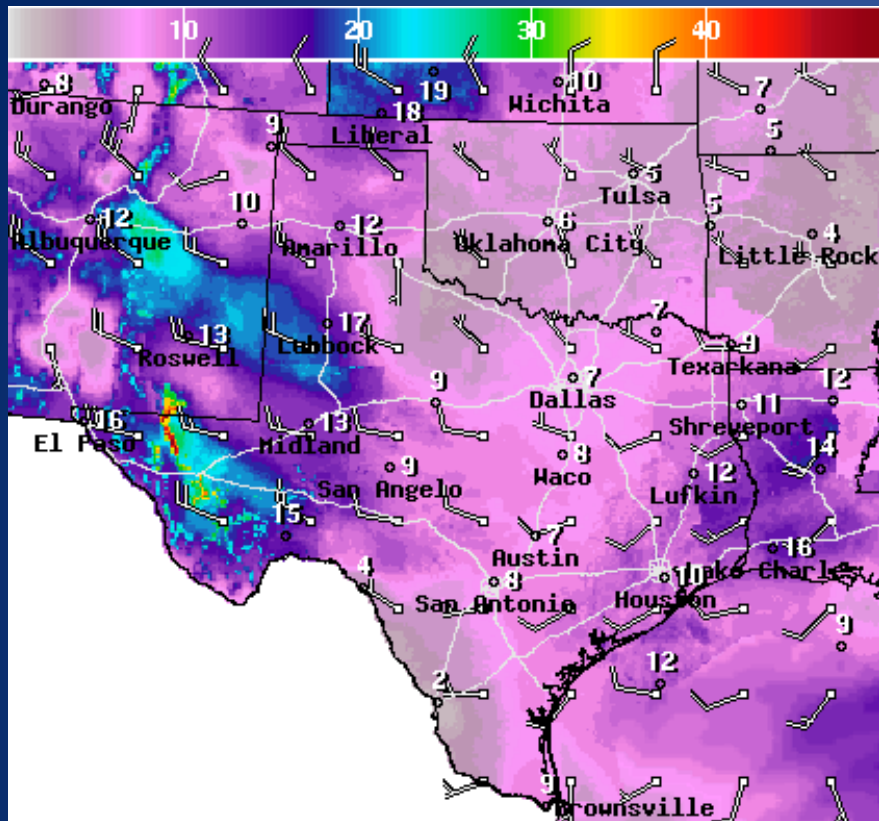 10 20 30 40
8 19 10 7
Durango Wichita
18
Liberal
9 5
5
Tulsa
12 10 12 6 5 4
Albuquerque Amarillo Oklahoma City Little Rock
17 7
13 9
Roswell Lubbock Texarkana
7
Dallas
9 11 12
16 13 Shreveport
El Paso Midland
9 8 12 14
San Angelo Waco Lufkin
15 7 16
Austin
4 8 10 Lake Charles
San Antonio Houston
9
2 12
9
Brownsville